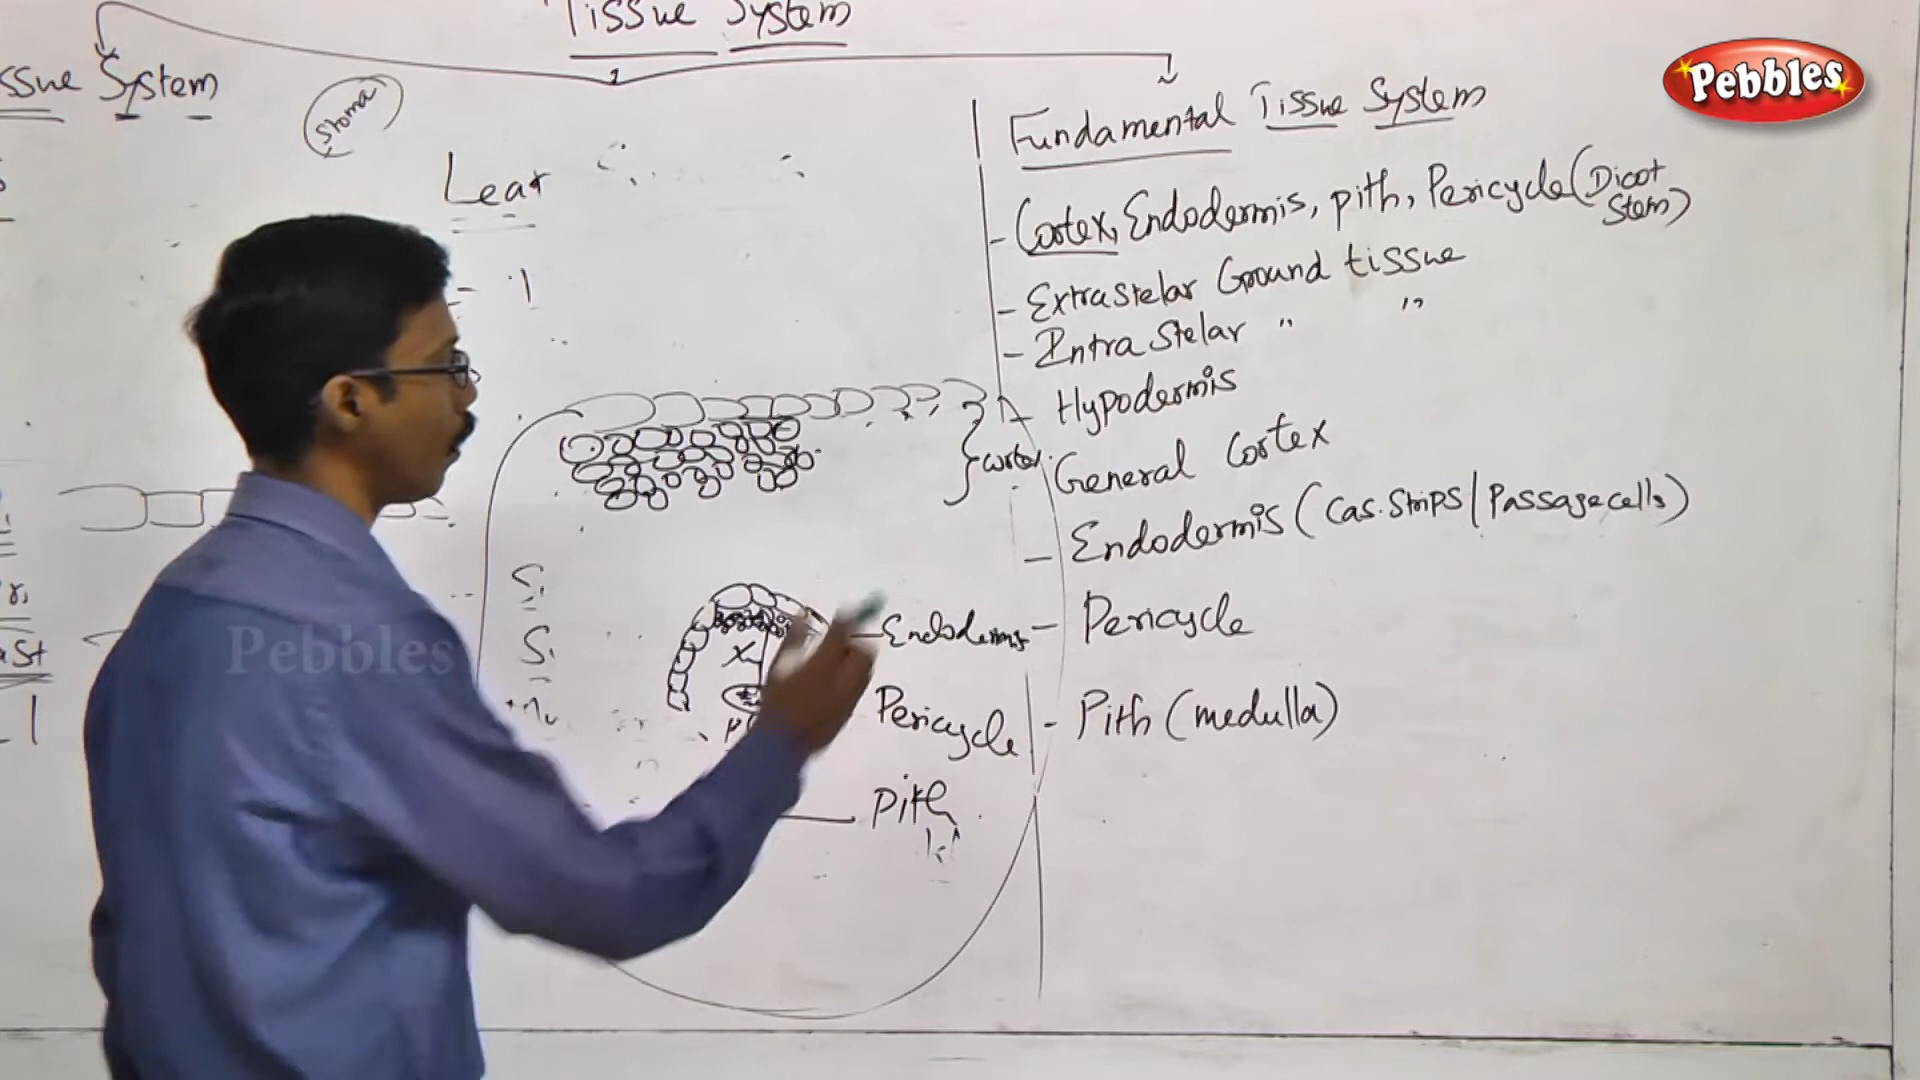 Tissue System
ssue System
Stoma
Leaf
Pebbles
Fundamental Tissue System
- Cortex, Endodermis, pith, Pericycle (Dicot Stem)
- Extrastelar Ground tissue
- Intra Stelar " "
- Hypodermis
General Cortex
- Endodermis (Cas. Strips / Passage cells)
- Pericycle
- Pith (medulla)
Cortex
Endodermis
X
Pericycle
Pith
Pebbles